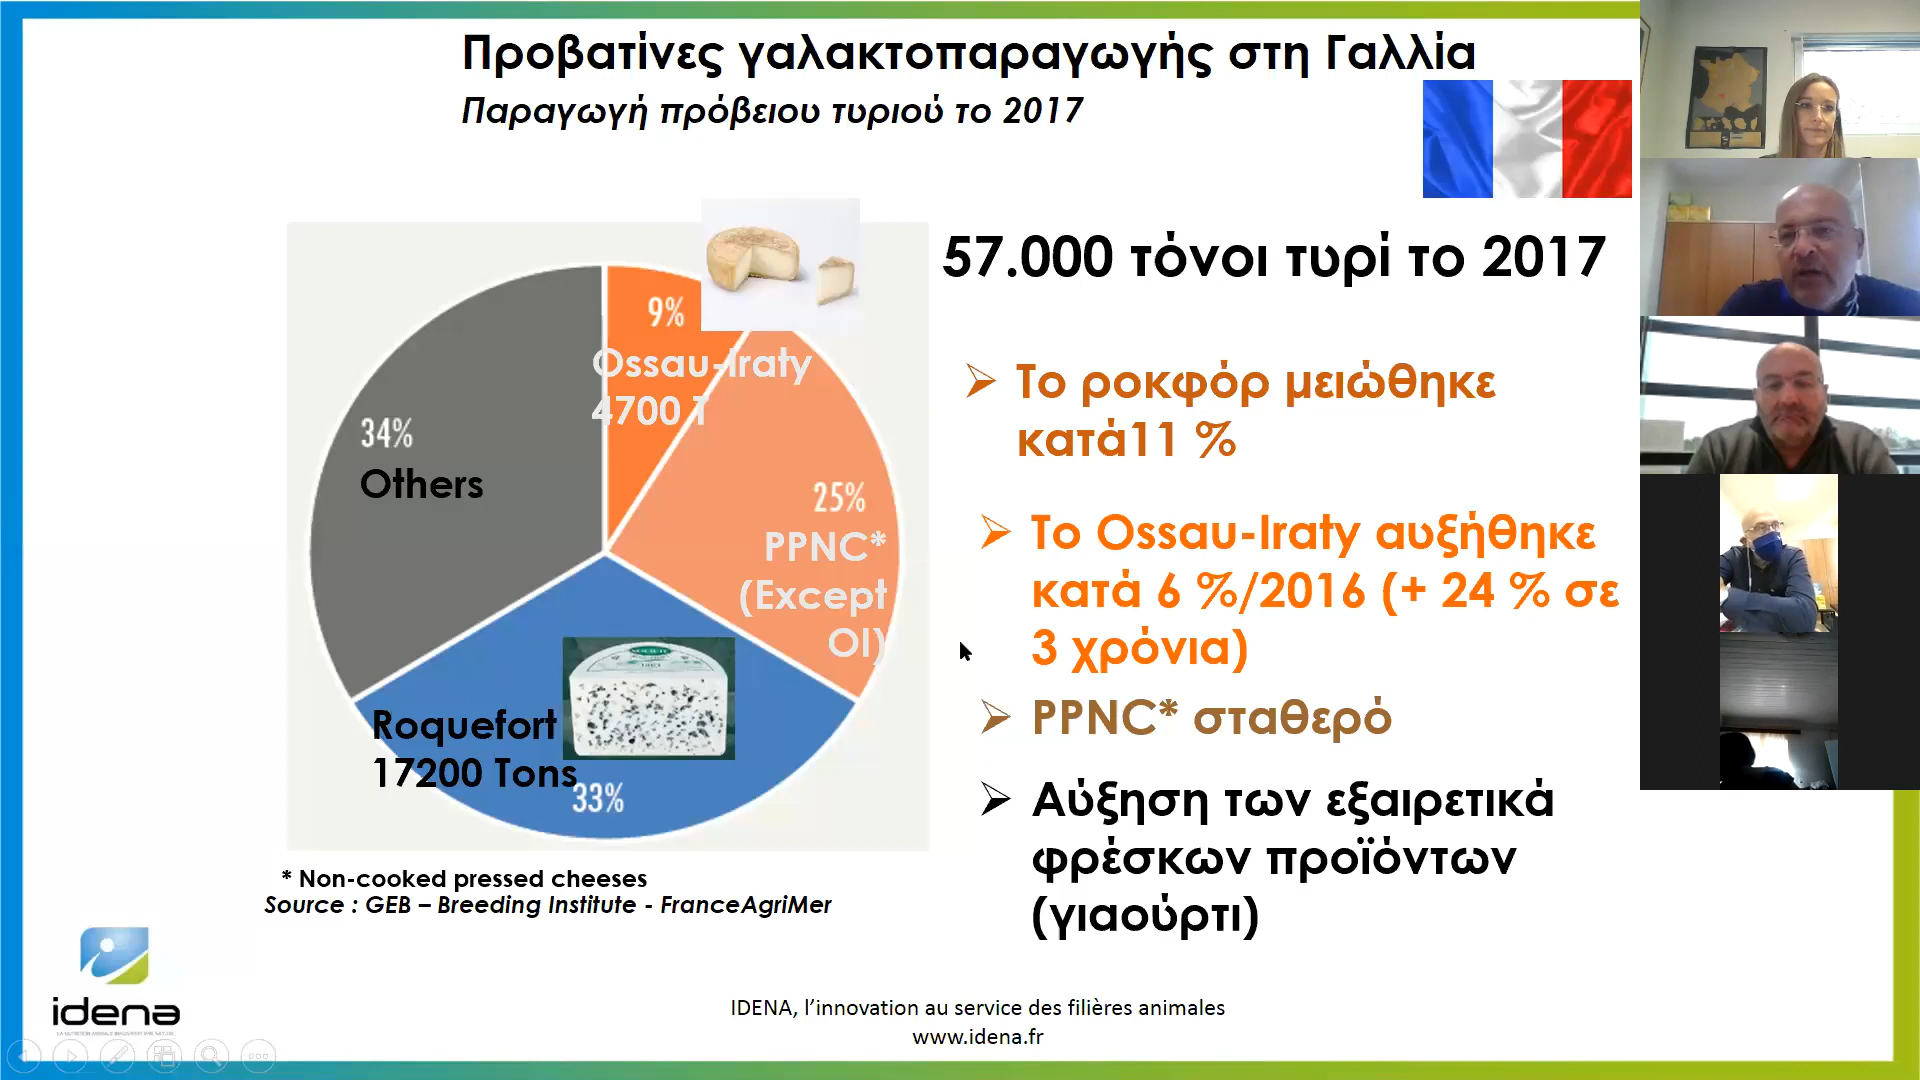 Προβατίνες γαλακτοπαραγωγής στη Γαλλία
Παραγωγή πρόβειου τυριού το 2017
57.000 τόνοι τυρί το 2017
9%
Ossau-Iraty
4700 T
34%
Others
25%
PPNC*
(Except
OI)
Roquefort
17200 Tons
33%
SOCIETE
➢ Το ροκφόρ μειώθηκε
κατά11 %
➢ Το Ossau-Iraty αυξήθηκε
κατά 6 %/2016 (+ 24 % σε
3 χρόνια)
➢ PPNC* σταθερό
➢ Αύξηση των εξαιρετικά
φρέσκων προϊόντων
(γιαούρτι)
* Non-cooked pressed cheeses
Source : GEB – Breeding Institute - FranceAgriMer
idena
IDENA, l’innovation au service des filières animales
www.idena.fr